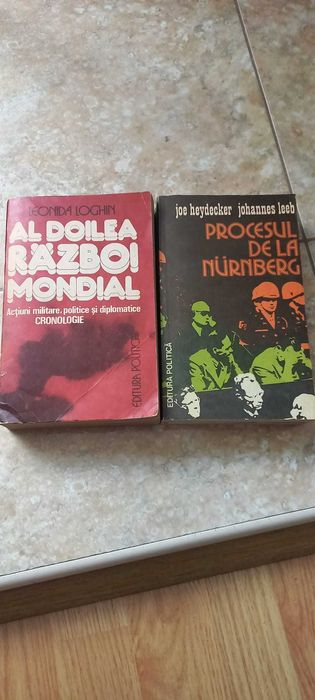 LEONIDA LOGHIN
AL DOILEA
RĂZBOI
MONDIAL
Acțiuni militare, politice și diplomatice
CRONOLOGIE
EDITURA POLITICĂ
joe heydecker johannes leeb
PROCESUL
DE LA
NÜRNBERG
EDITURA POLITICĂ